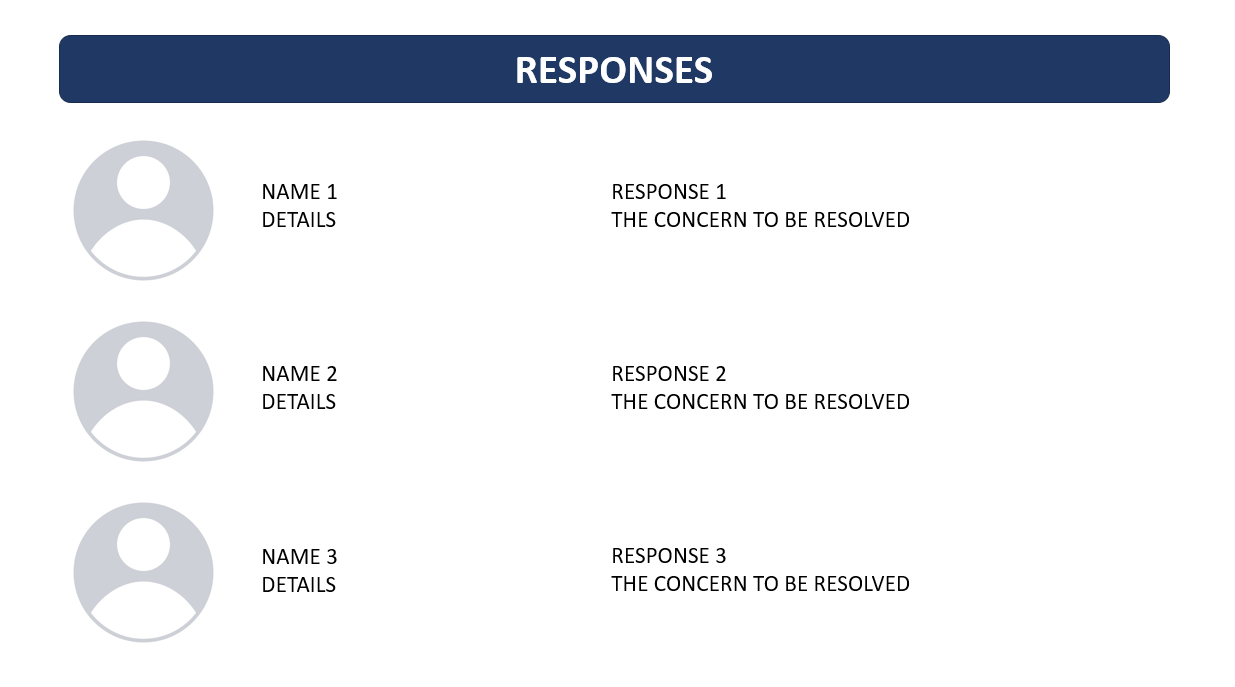 RESPONSES
NAME 1
DETAILS
RESPONSE 1
THE CONCERN TO BE RESOLVED
NAME 2
DETAILS
RESPONSE 2
THE CONCERN TO BE RESOLVED
NAME 3
DETAILS
RESPONSE 3
THE CONCERN TO BE RESOLVED